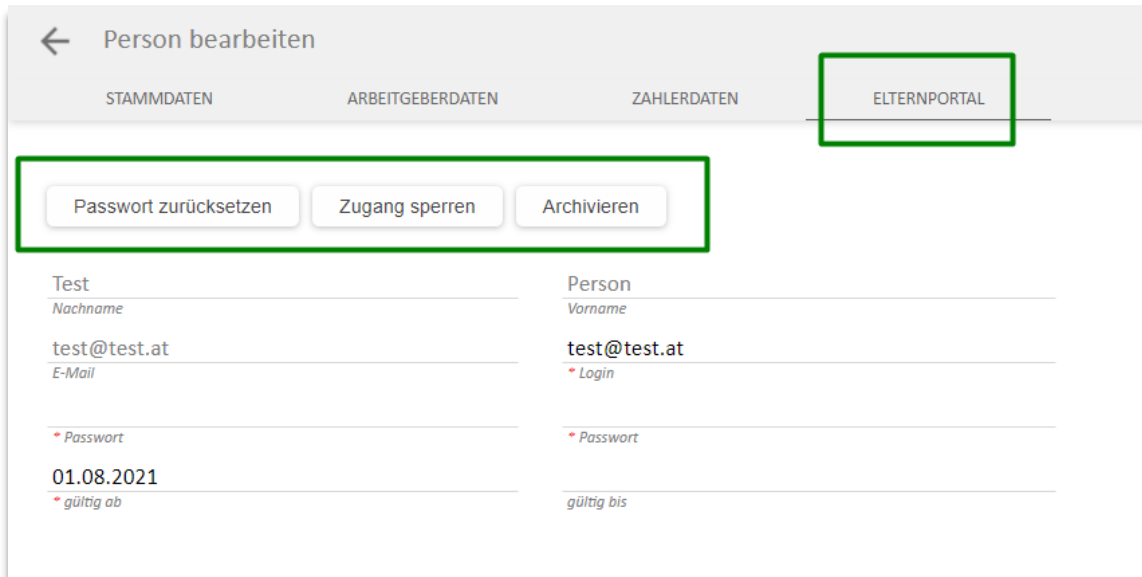 Person bearbeiten
STAMMDATEN ARBEITGEBERDATEN ZAHLERDATEN ELTERNPORTAL
Passwort zurücksetzen Zugang sperren Archivieren
Test Person
Nachname Vorname
test@test.at test@test.at
E-Mail * Login
* Passwort * Passwort
01.08.2021
* gültig ab gültig bis